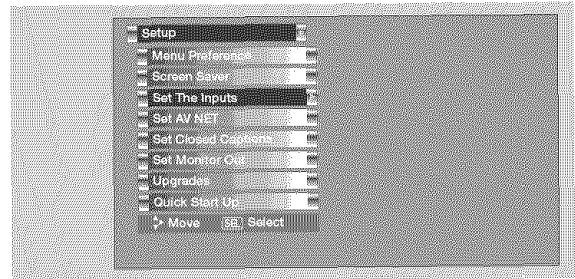 Setup
Menu Preference
Screen Saver
Set The Inputs
Set AV NET
Set Closed Captions
Set Monitor Out
Upgrades
Quick Start Up
Move SEL Select